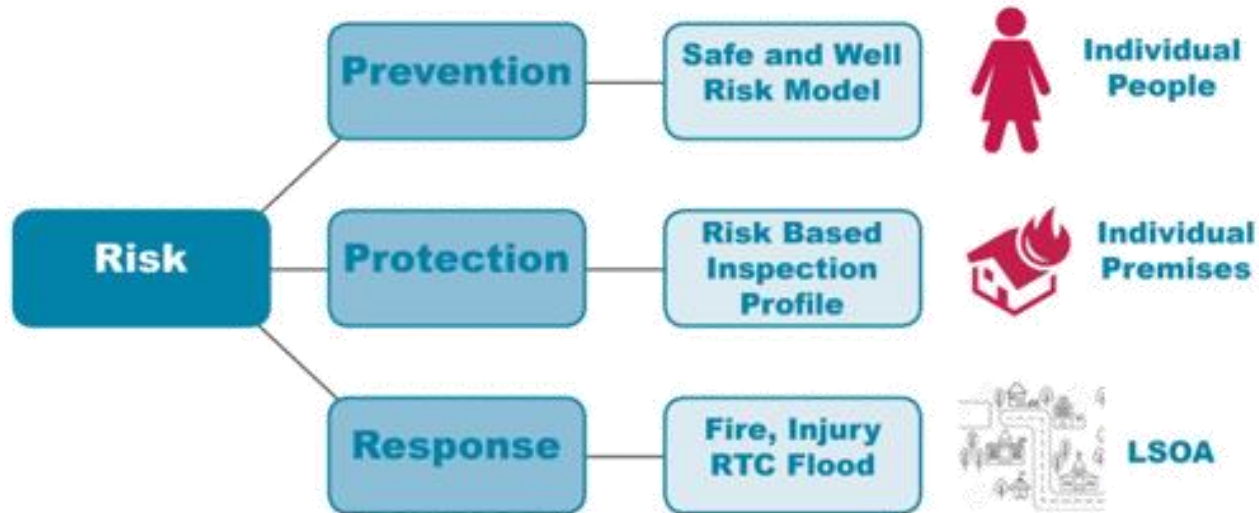 Prevention
Safe and Well
Risk Model
Individual
People
Risk
Protection
Risk Based
Inspection
Profile
Individual
Premises
Response
Fire, Injury
RTC Flood
LSOA